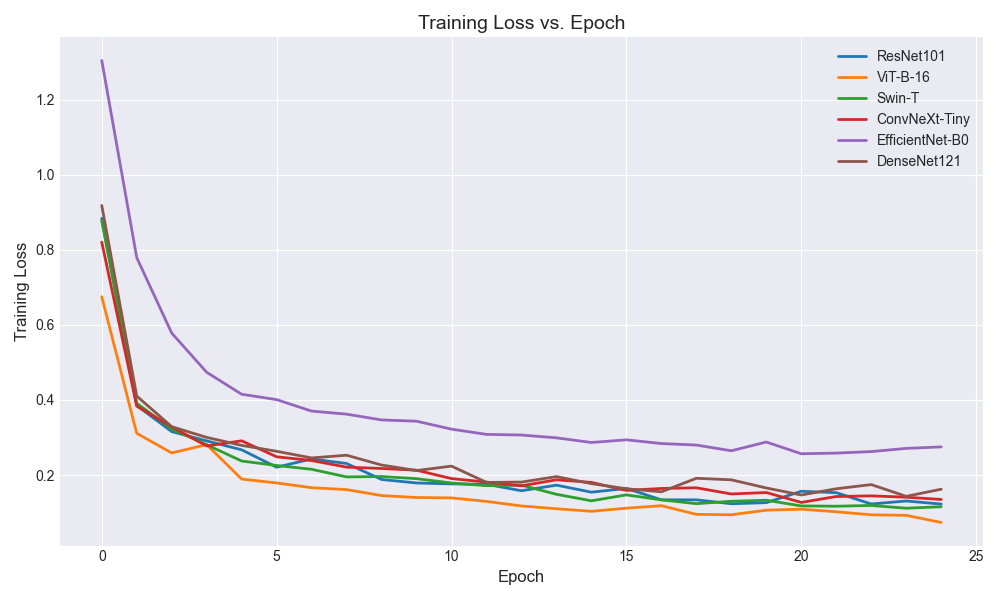 Training Loss vs. Epoch
ResNet101
ViT-B-16
Swin-T
ConvNeXt-Tiny
EfficientNet-B0
DenseNet121
Training Loss
1.2
1.0
0.8
0.6
0.4
0.2
0 5 10 15 20 25
Epoch